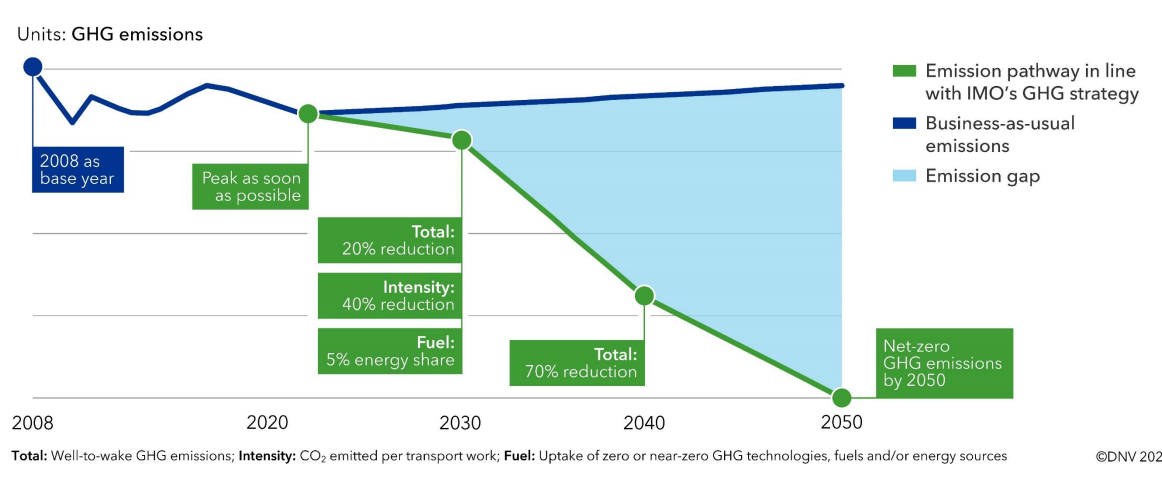 Units: GHG emissions
Emission pathway in line
with IMO's GHG strategy
Business-as-usual
emissions
Emission gap
2008 as
base year
Peak as soon
as possible
Total:
20% reduction
Intensity:
40% reduction
Fuel:
5% energy share
Total:
70% reduction
Net-zero
GHG emissions
by 2050
2008
2020
2030
2040
2050
Total: Well-to-wake GHG emissions; Intensity: CO₂ emitted per transport work; Fuel: Uptake of zero or near-zero GHG technologies, fuels and/or energy sources
©DNV 202